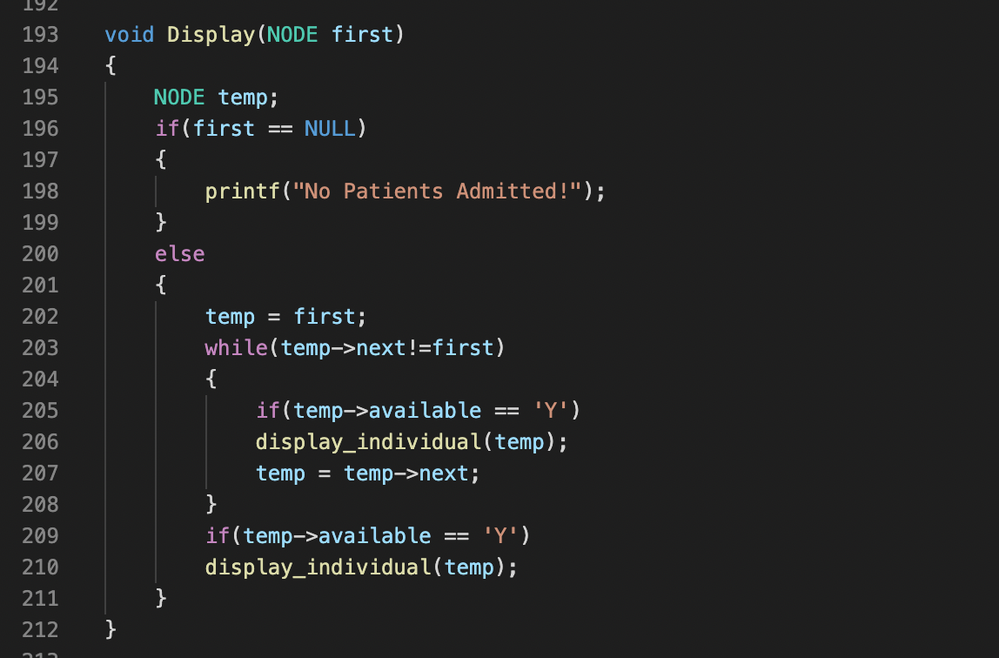 192
193 void Display(NODE first)
194 {
195 NODE temp;
196 if(first == NULL)
197 {
198 printf("No Patients Admitted!");
199 }
200 else
201 {
202 temp = first;
203 while(temp->next!=first)
204 {
205 if(temp->available == 'Y')
206 display_individual(temp);
207 temp = temp->next;
208 }
209 if(temp->available == 'Y')
210 display_individual(temp);
211 }
212 }
213